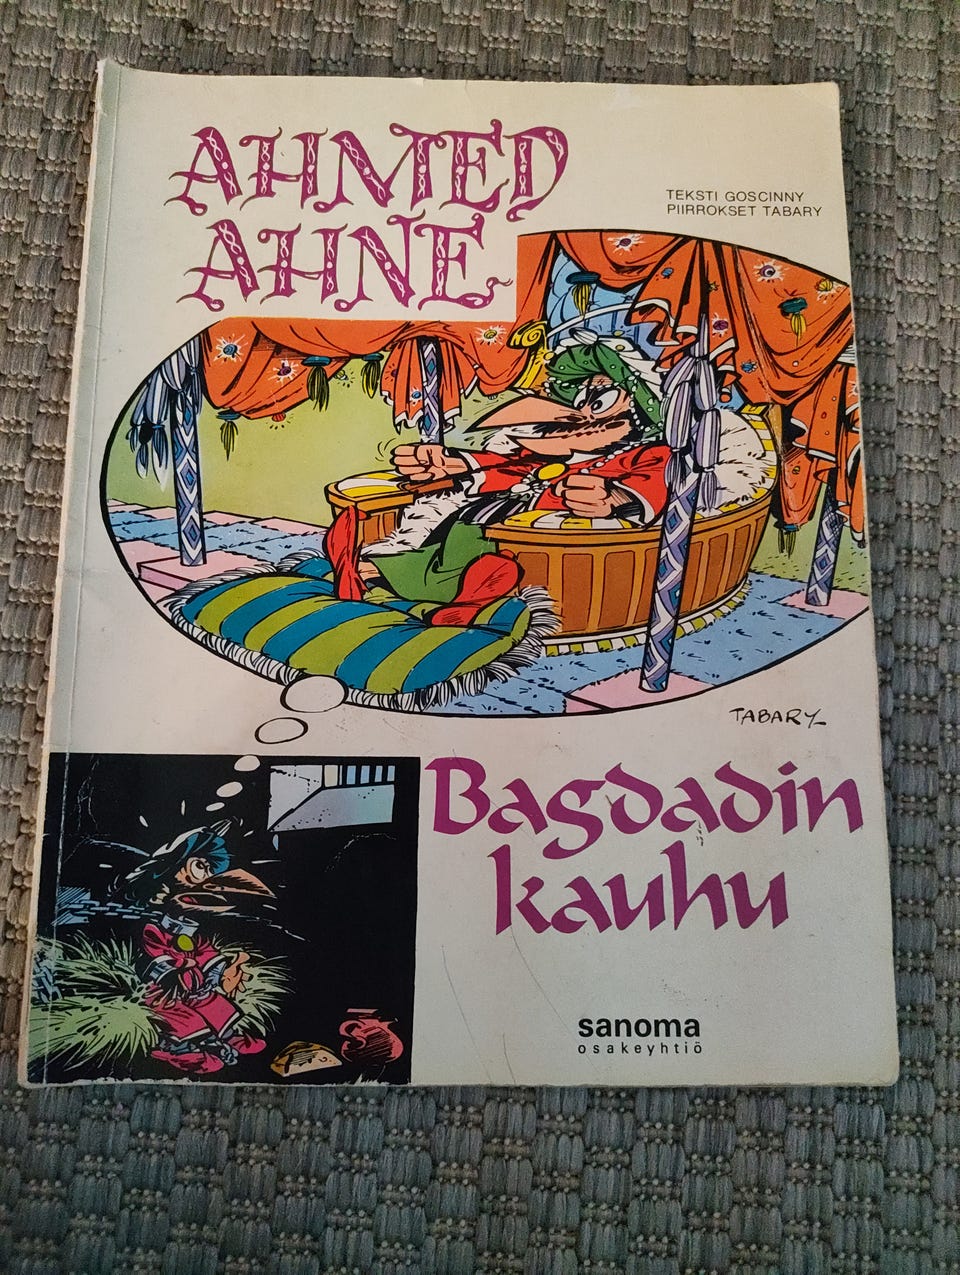 AHMED
AHNE
TEKSTI GOSCINNY
PIIRROKSET TABARY
TABARY
Bagdadin
kauhu
sanoma
osakeyhtiö